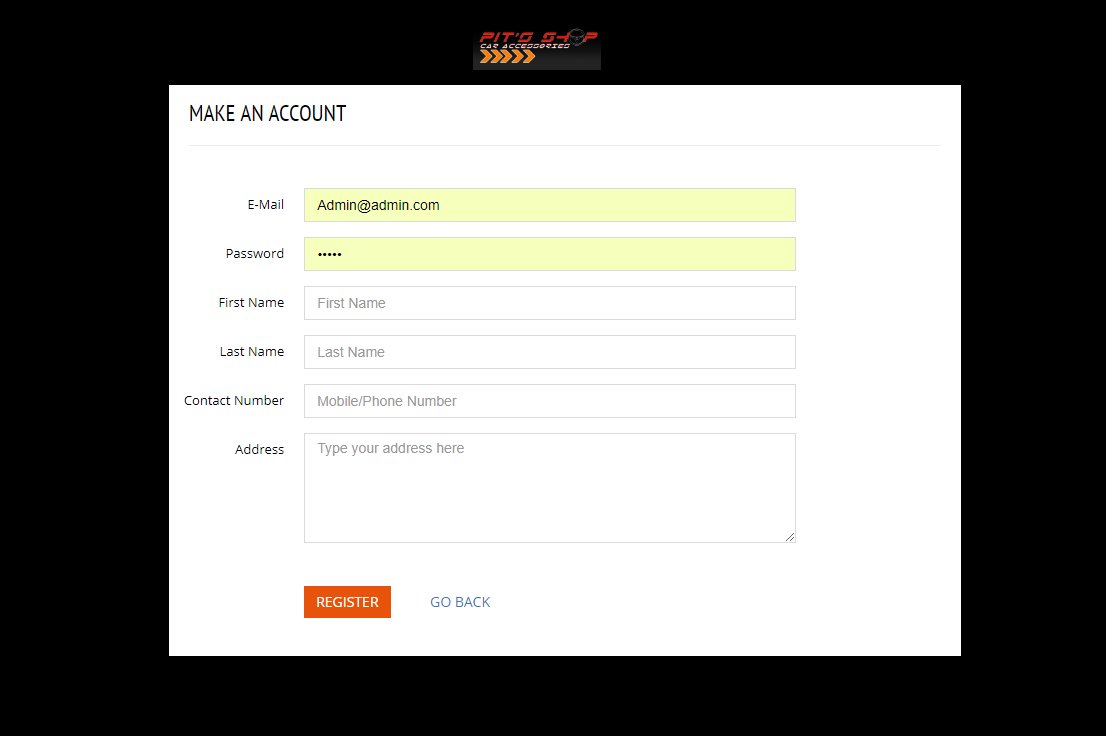 PIT'S SHOP
CAR ACCESSORIES
MAKE AN ACCOUNT
E-Mail
Admin@admin.com
Password
•••••
First Name
First Name
Last Name
Last Name
Contact Number
Mobile/Phone Number
Address
Type your address here
REGISTER
GO BACK